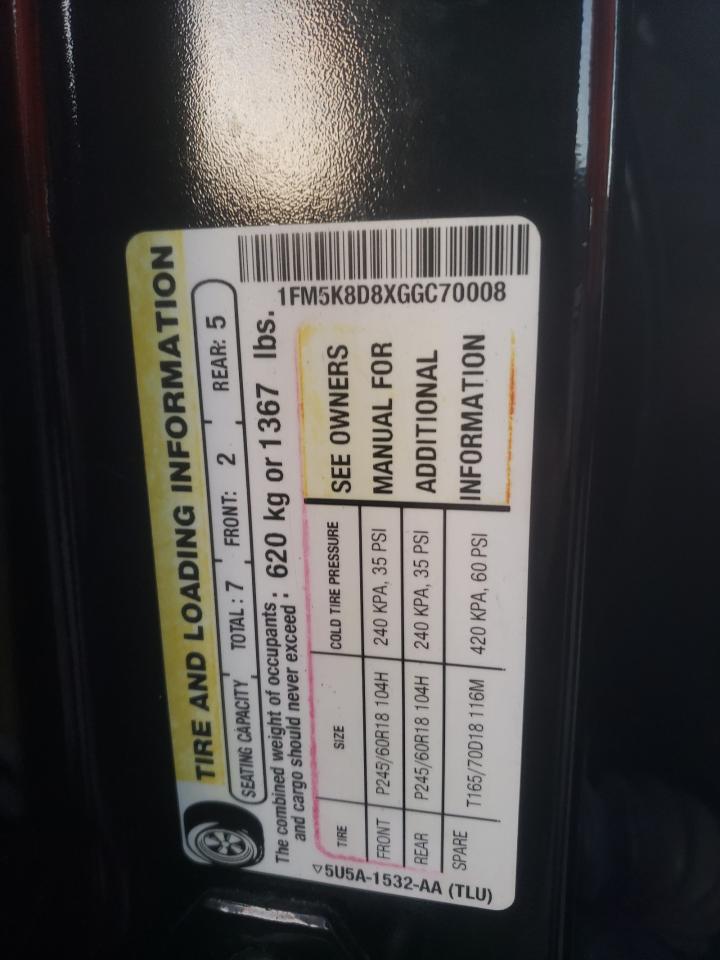 TIRE AND LOADING INFORMATION
SEATING CAPACITY TOTAL : 7 FRONT: 2 REAR: 5
The combined weight of occupants : 620 kg or 1367 lbs.
and cargo should never exceed :
TIRE SIZE COLD TIRE PRESSURE
FRONT P245/60R18 104H 240 KPA, 35 PSI
REAR P245/60R18 104H 240 KPA, 35 PSI
SPARE T165/70D18 116M 420 KPA, 60 PSI
SEE OWNERS
MANUAL FOR
ADDITIONAL
INFORMATION
▽5U5A-1532-AA (TLU)
1FM5K8D8XGGC70008